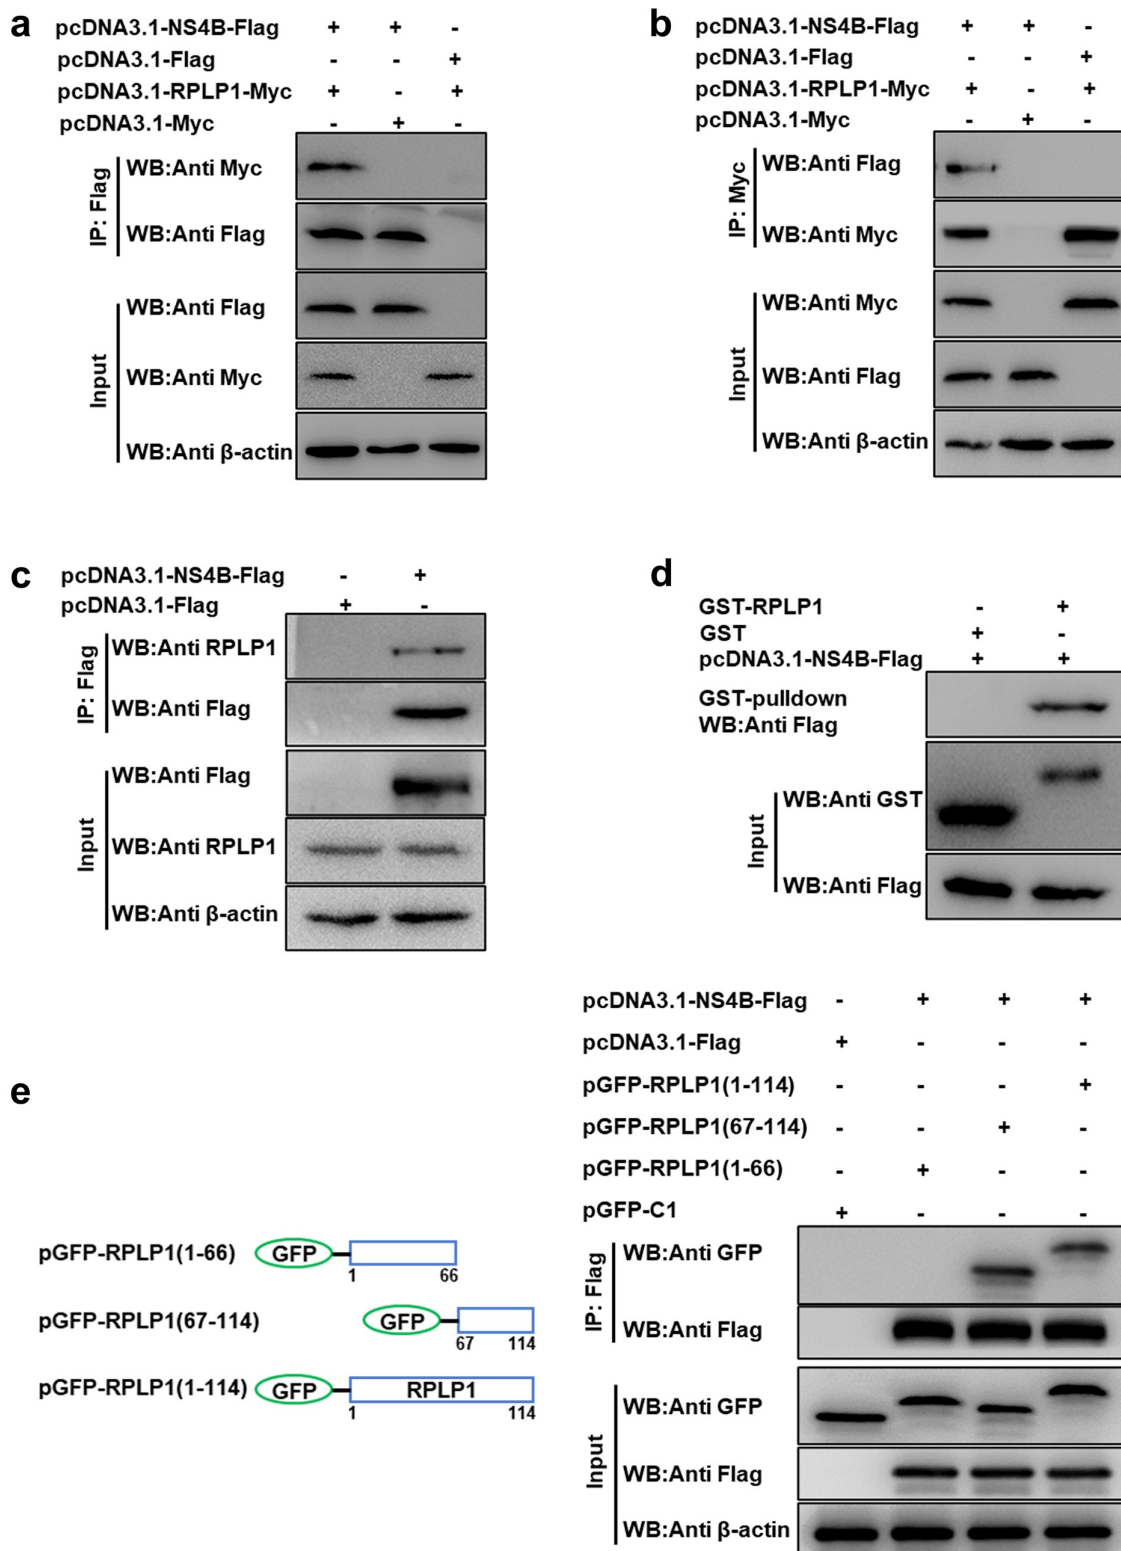 a
pcDNA3.1-NS4B-Flag + + -
pcDNA3.1-Flag - - +
pcDNA3.1-RPLP1-Myc + - +
pcDNA3.1-Myc - + -
IP: Flag
WB:Anti Myc
WB:Anti Flag
Input
WB:Anti Flag
WB:Anti Myc
WB:Anti β-actin
b
pcDNA3.1-NS4B-Flag + + -
pcDNA3.1-Flag - - +
pcDNA3.1-RPLP1-Myc + - +
pcDNA3.1-Myc - + -
IP: Myc
WB:Anti Flag
WB:Anti Myc
Input
WB:Anti Myc
WB:Anti Flag
WB:Anti β-actin
c
pcDNA3.1-NS4B-Flag - +
pcDNA3.1-Flag + -
IP: Flag
WB:Anti RPLP1
WB:Anti Flag
Input
WB:Anti Flag
WB:Anti RPLP1
WB:Anti β-actin
d
GST-RPLP1 - +
GST + -
pcDNA3.1-NS4B-Flag + +
GST-pulldown
WB:Anti Flag
Input
WB:Anti GST
WB:Anti Flag
e
pGFP-RPLP1(1-66) GFP
1 66
pGFP-RPLP1(67-114) GFP
67 114
pGFP-RPLP1(1-114) GFP RPLP1
1 114
pcDNA3.1-NS4B-Flag - + + +
pcDNA3.1-Flag + - - -
pGFP-RPLP1(1-114) - - - +
pGFP-RPLP1(67-114) - - + -
pGFP-RPLP1(1-66) - + - -
pGFP-C1 + - - -
IP: Flag
WB:Anti GFP
WB:Anti Flag
Input
WB:Anti GFP
WB:Anti Flag
WB:Anti β-actin